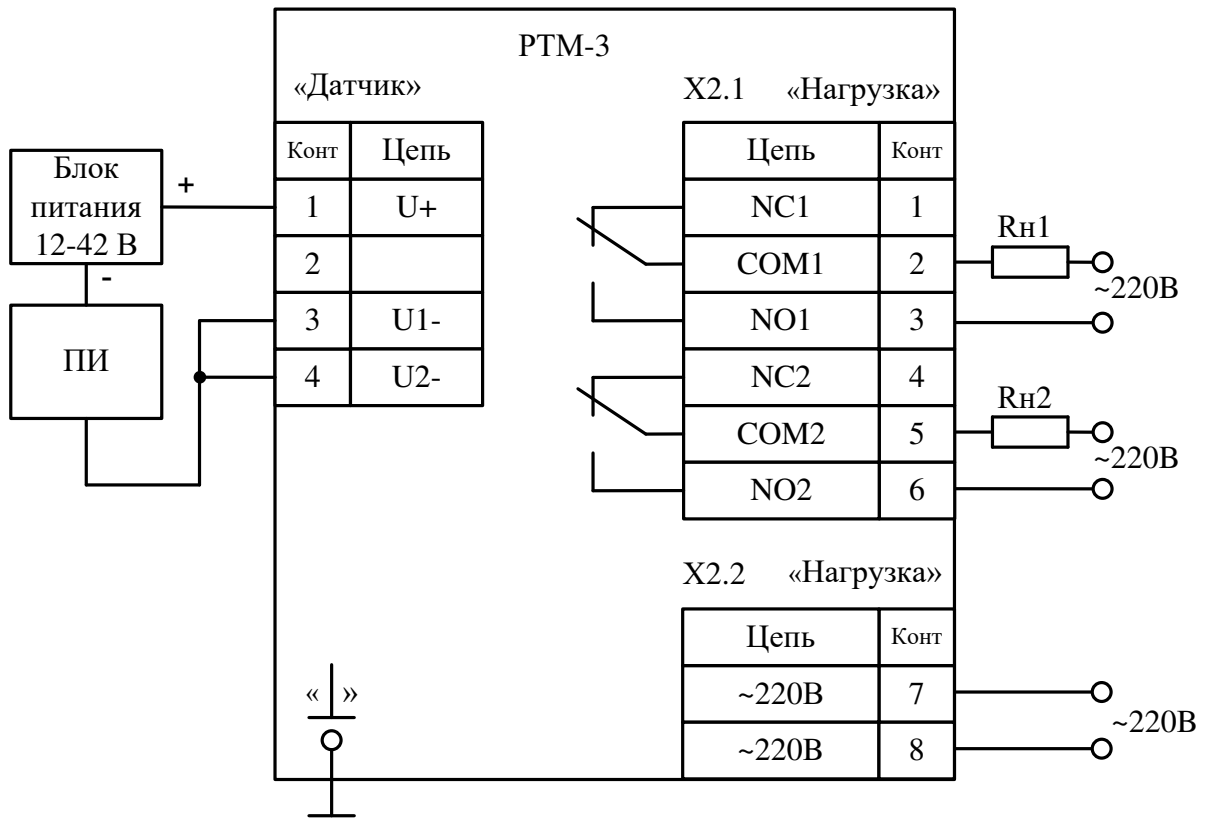 РТМ-3
«Датчик»
Конт Цепь
1 U+
2
3 U1-
4 U2-
Блок
питания
12-42 В
+
-
ПИ
X2.1 «Нагрузка»
Цепь Конт
NC1 1
COM1 2
NO1 3
NC2 4
COM2 5
NO2 6
Rн1
~220В
Rн2
~220В
X2.2 «Нагрузка»
Цепь Конт
~220В 7
~220В 8
~220В
« »